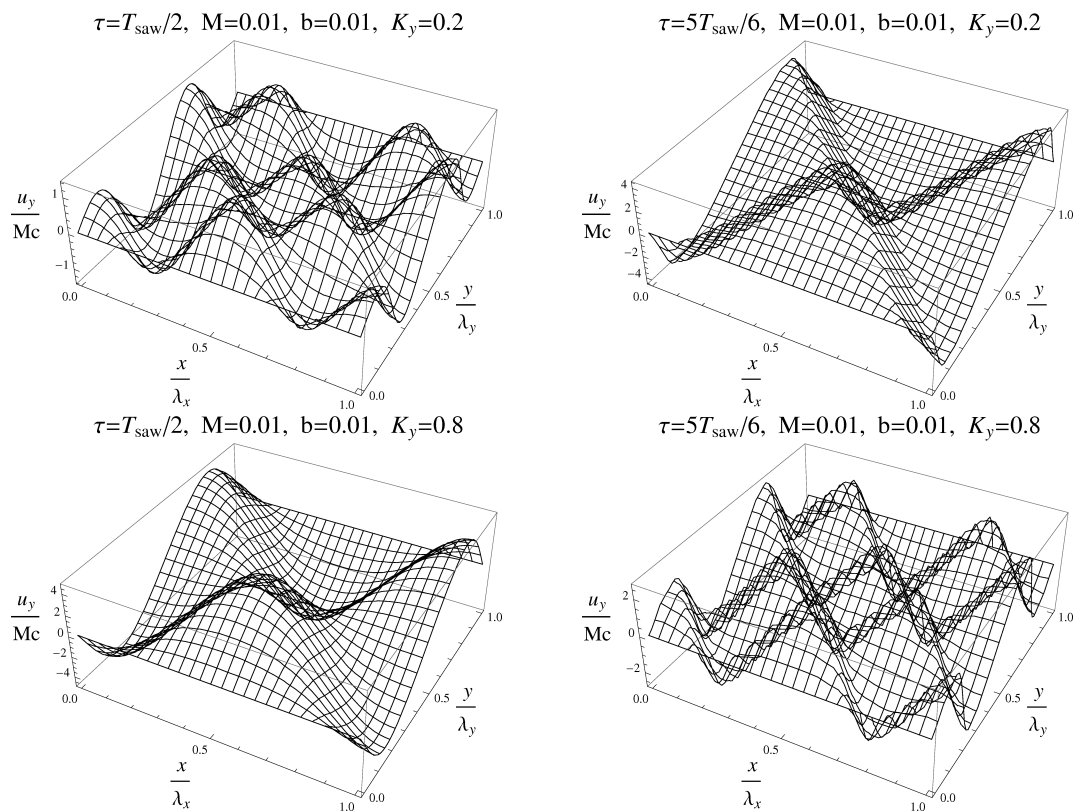 τ=T_saw/2, M=0.01, b=0.01, K_y=0.2
1
0
−1
u_y
Mc
0.0
0.5
1.0
x
λ_x
0.0
0.5
1.0
y
λ_y
τ=5T_saw/6, M=0.01, b=0.01, K_y=0.2
4
2
0
−2
−4
u_y
Mc
0.0
0.5
1.0
x
λ_x
0.0
0.5
1.0
y
λ_y
τ=T_saw/2, M=0.01, b=0.01, K_y=0.8
4
2
0
−2
−4
u_y
Mc
0.0
0.5
1.0
x
λ_x
0.0
0.5
1.0
y
λ_y
τ=5T_saw/6, M=0.01, b=0.01, K_y=0.8
2
0
−2
u_y
Mc
0.0
0.5
1.0
x
λ_x
0.0
0.5
1.0
y
λ_y